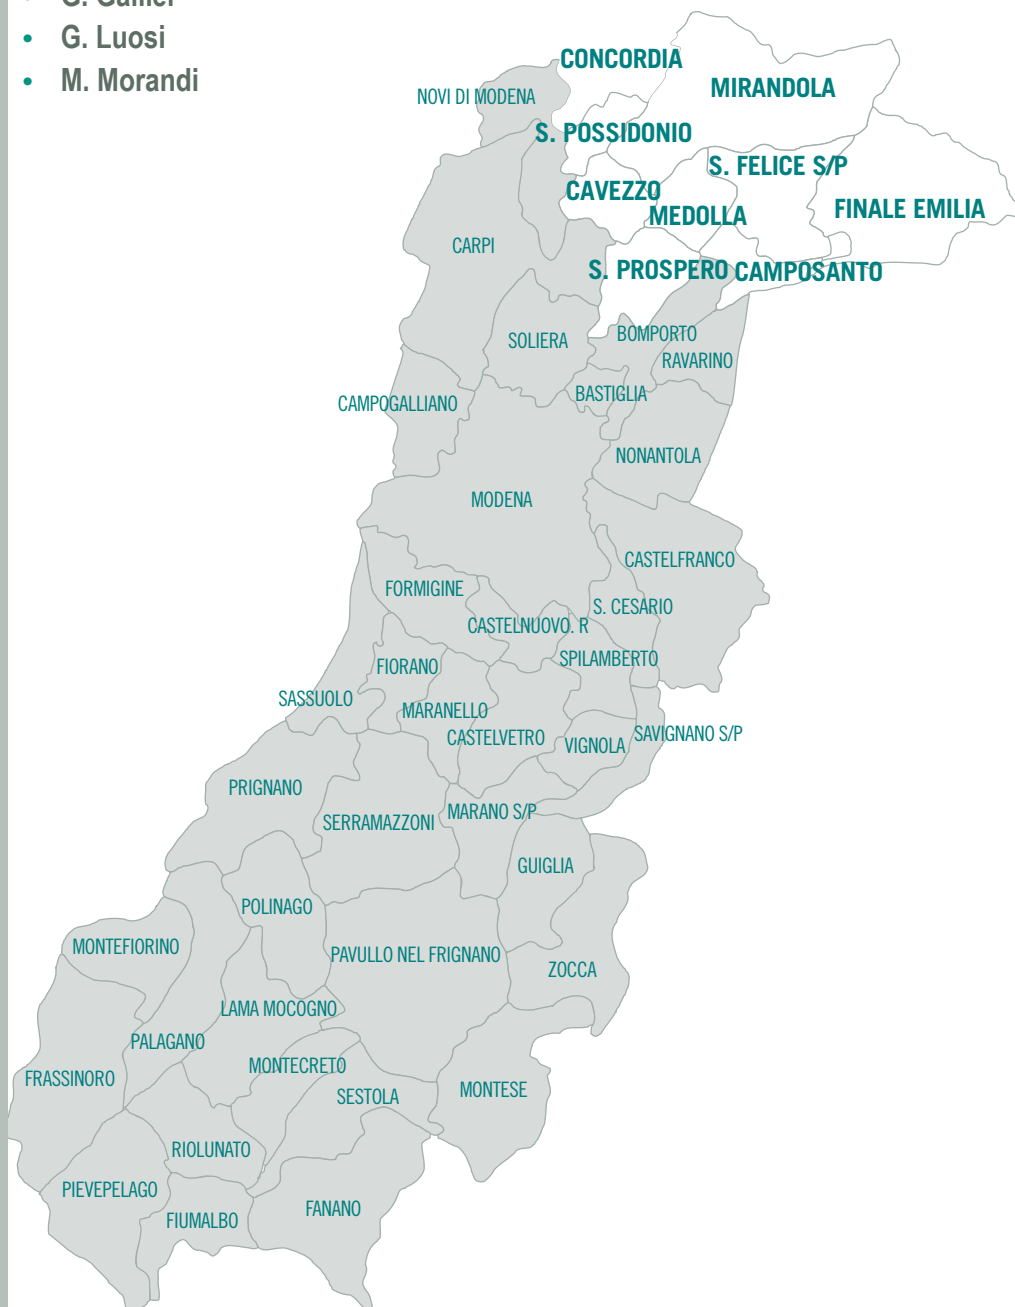 • G. Luosi
• M. Morandi
CONCORDIA
MIRANDOLA
NOVI DI MODENA
S. POSSIDONIO
S. FELICE S/P
CAVEZZO
MEDOLLA
FINALE EMILIA
CARPI
S. PROSPERO
CAMPOSANTO
BOMPORTO
SOLIERA
RAVARINO
BASTIGLIA
CAMPOGALLIANO
NONANTOLA
MODENA
CASTELFRANCO
FORMIGINE
S. CESARIO
CASTELNUOVO. R
SPILAMBERTO
FIORANO
SASSUOLO
MARANELLO
CASTELVETRO
SAVIGNANO S/P
VIGNOLA
PRIGNANO
MARANO S/P
SERRAMAZZONI
GUIGLIA
POLINAGO
MONTEFIORINO
PAVULLO NEL FRIGNANO
ZOCCA
LAMA MOCOGNO
PALAGANO
MONTECRETO
FRASSINORO
MONTESE
SESTOLA
RIOLUNATO
PIEVEPELAGO
FANANO
FIUMALBO